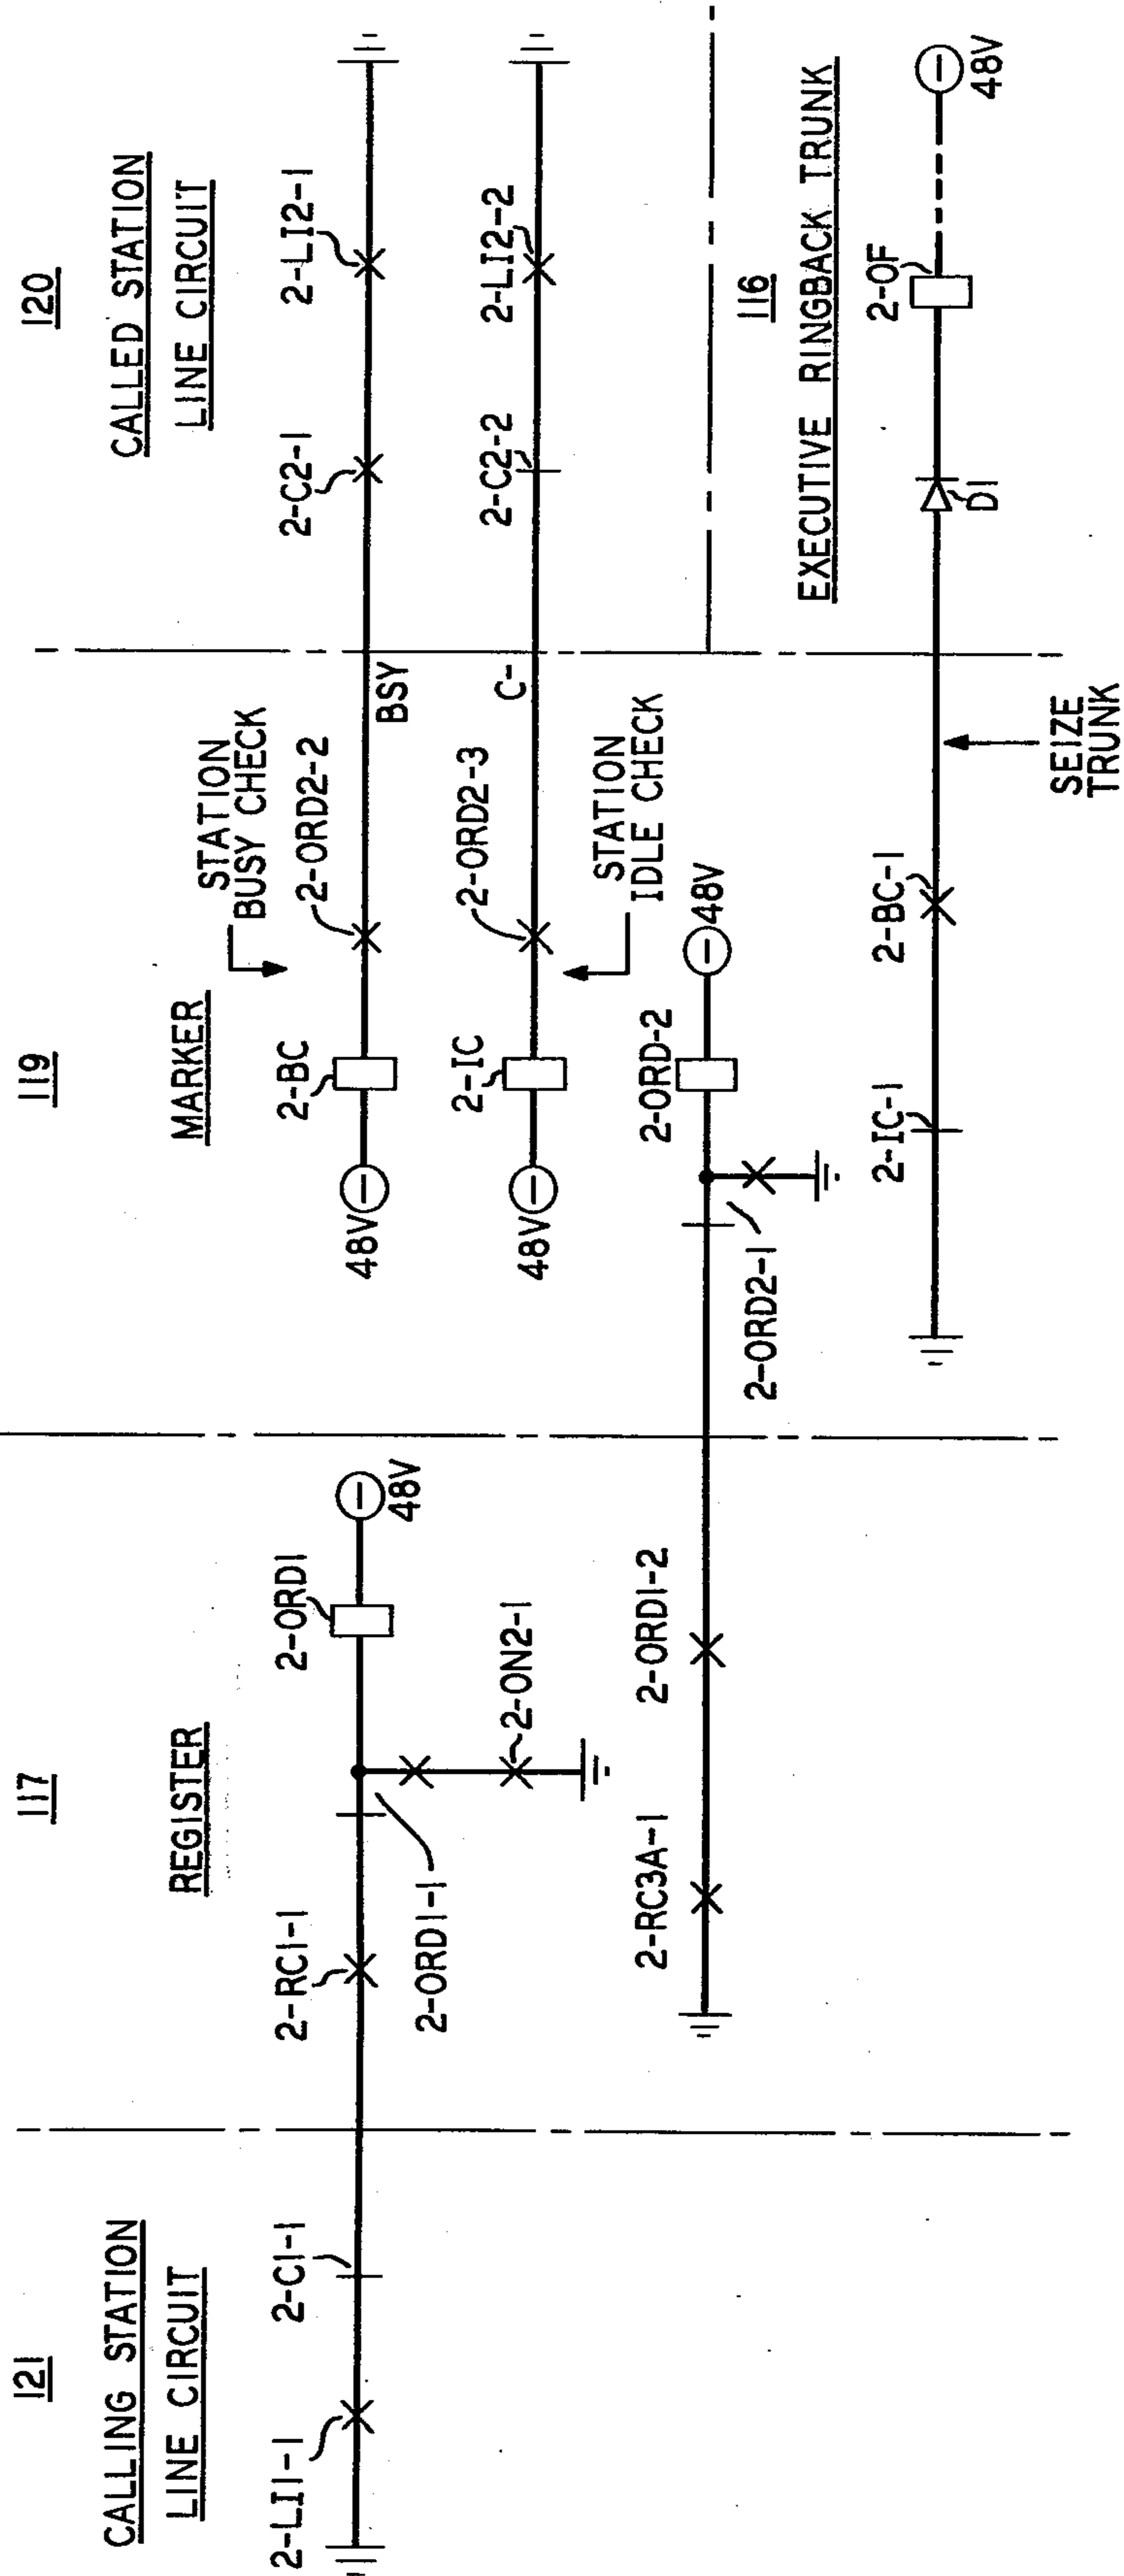 121
CALLING STATION
LINE CIRCUIT
2-LI1-1
2-C1-1
117
REGISTER
2-RC1-1
2-ORD1-1
2-ORD1
48V
2-ON2-1
2-RC3A-1
2-ORD1-2
119
MARKER
STATION
BUSY CHECK
48V
2-BC
2-ORD2-2
BSY
48V
2-IC
2-ORD2-3
C-
STATION
IDLE CHECK
2-ORD2-1
2-ORD-2
48V
2-IC-1
2-BC-1
SEIZE
TRUNK
120
CALLED STATION
LINE CIRCUIT
2-C2-1
2-LI2-1
2-C2-2
2-LI2-2
116
EXECUTIVE RINGBACK TRUNK
D1
2-OF
48V